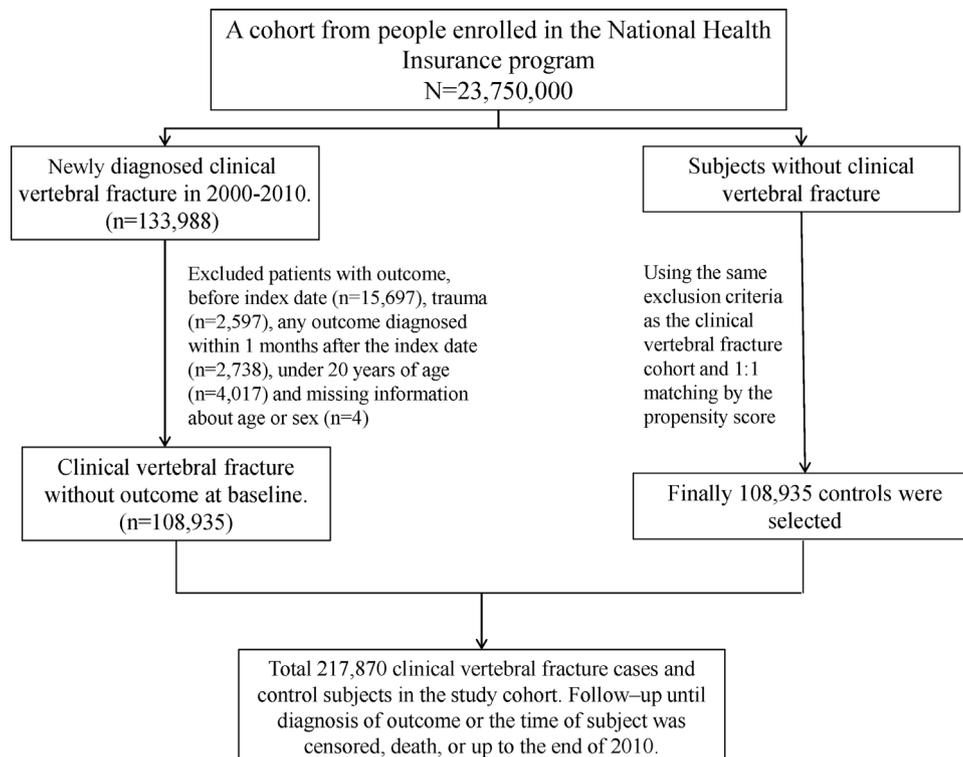 A cohort from people enrolled in the National Health
Insurance program
N=23,750,000
Newly diagnosed clinical
vertebral fracture in 2000-2010.
(n=133,988)
Subjects without clinical
vertebral fracture
Excluded patients with outcome,
before index date (n=15,697), trauma
(n=2,597), any outcome diagnosed
within 1 months after the index date
(n=2,738), under 20 years of age
(n=4,017) and missing information
about age or sex (n=4)
Using the same
exclusion criteria
as the clinical
vertebral fracture
cohort and 1:1
matching by the
propensity score
Clinical vertebral fracture
without outcome at baseline.
(n=108,935)
Finally 108,935 controls were
selected
Total 217,870 clinical vertebral fracture cases and
control subjects in the study cohort. Follow–up until
diagnosis of outcome or the time of subject was
censored, death, or up to the end of 2010.